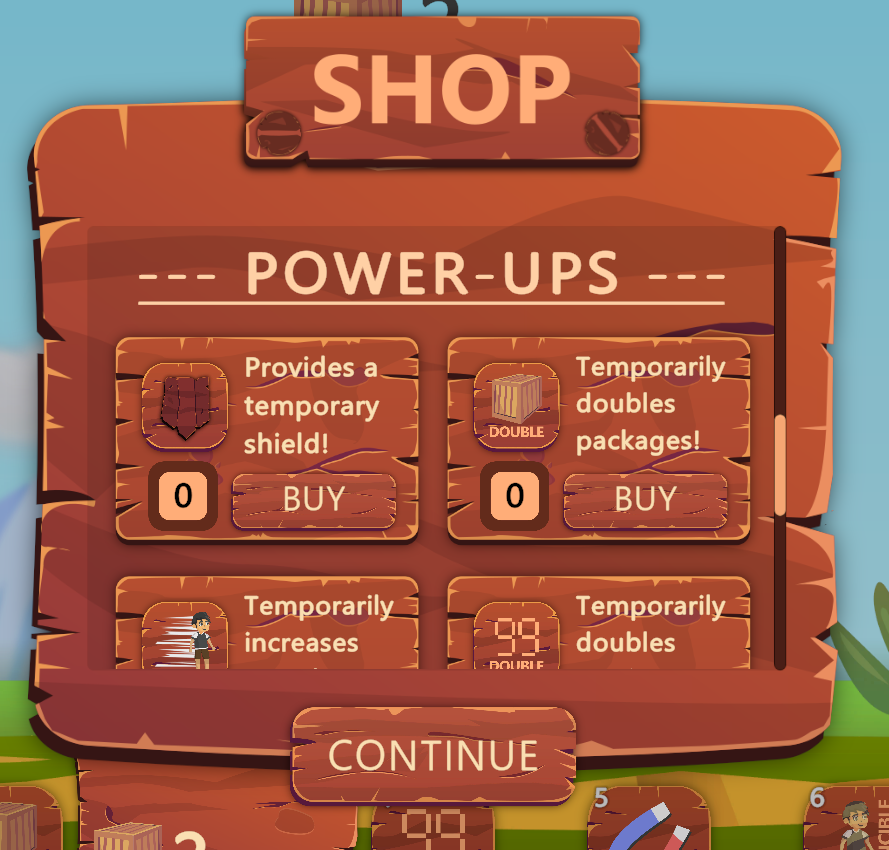 SHOP
--- POWER-UPS ---
Provides a
temporary
shield!
0
BUY
Temporarily
doubles
packages!
DOUBLE
0
BUY
Temporarily
increases
Temporarily
doubles
99
DOUBLE
CONTINUE
5
6
99